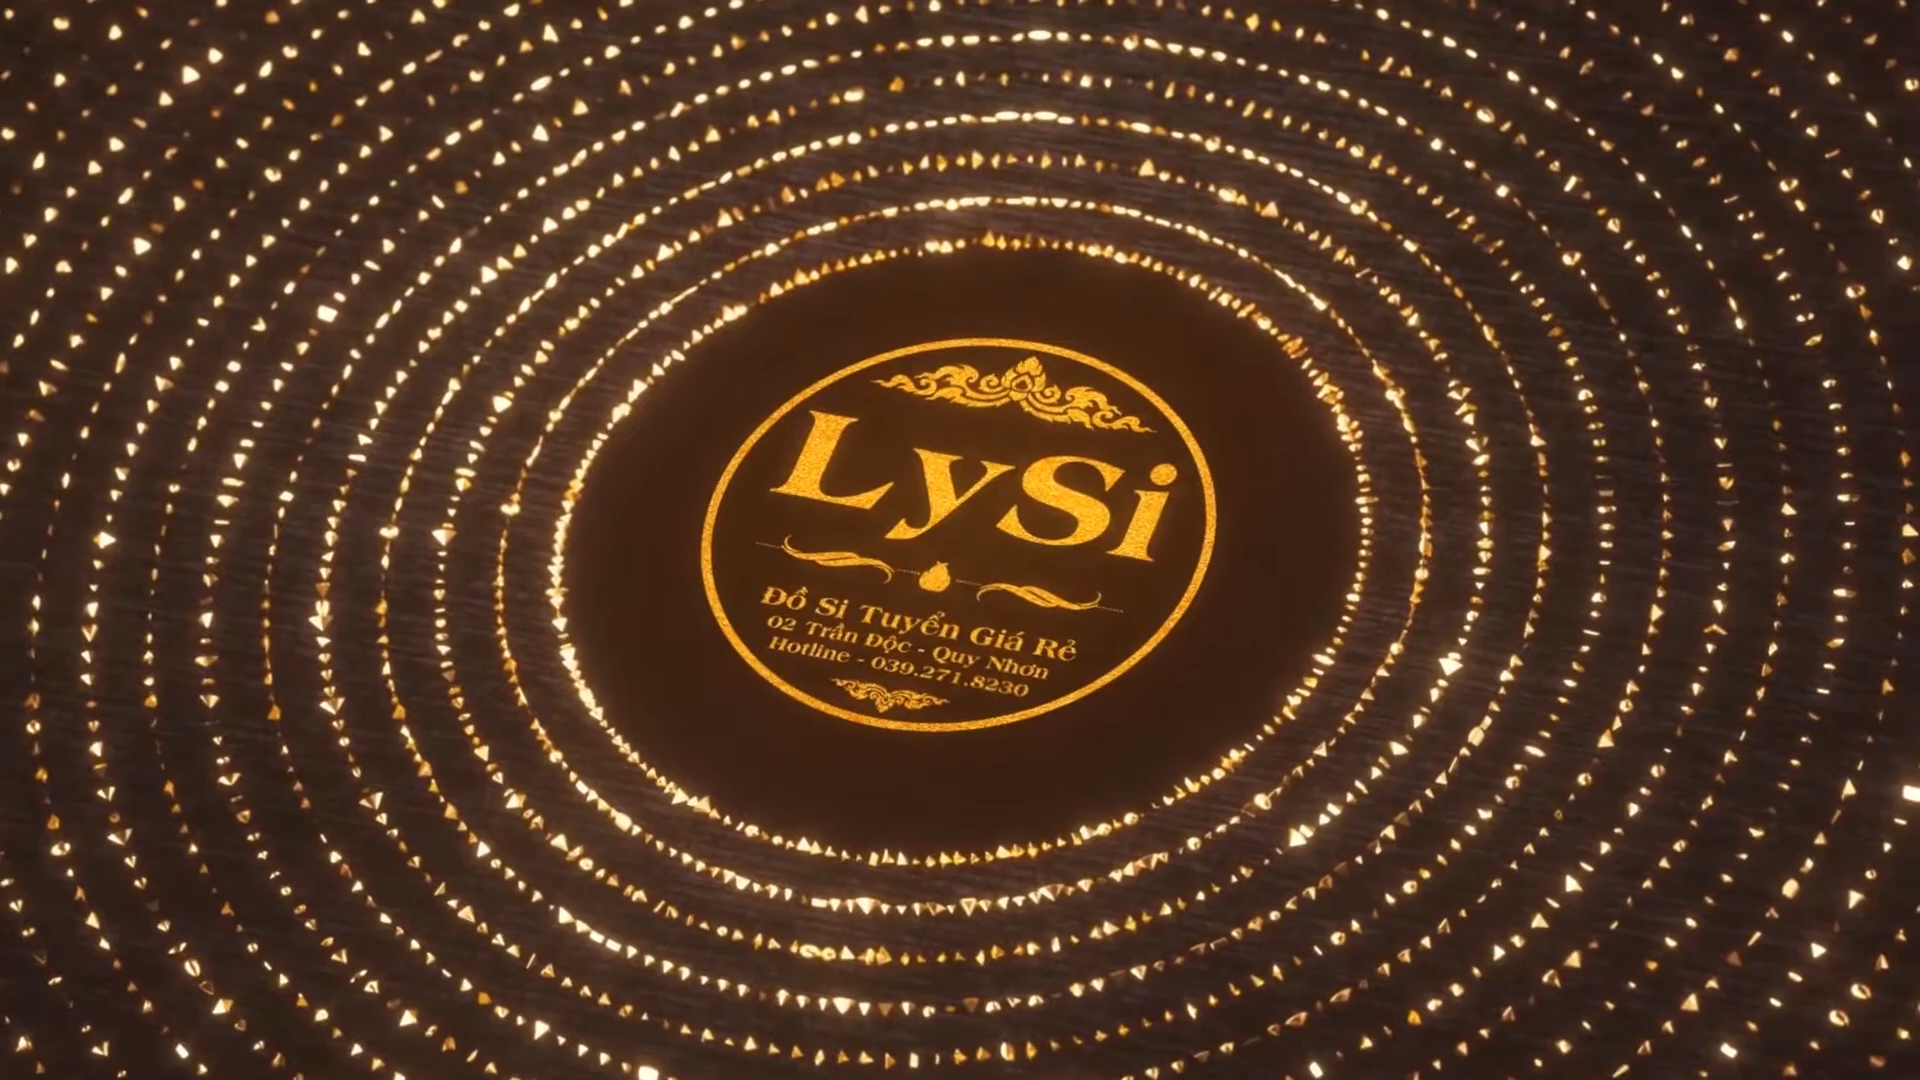 LySi
Đồ Si Tuyển Giá Rẻ
02 Trần Độc - Quy Nhơn
Hotline - 039.271.8230